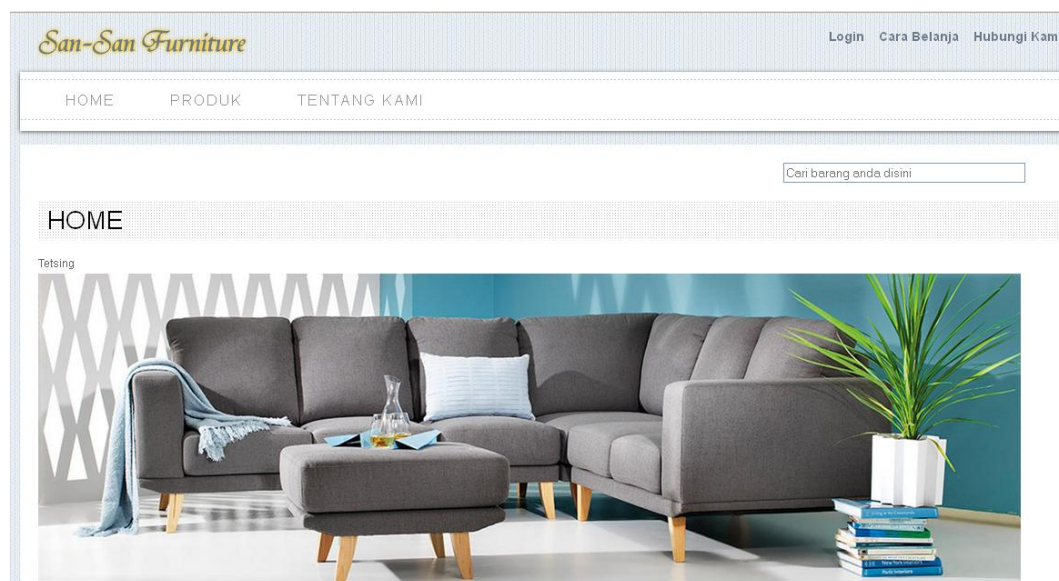 San-San Furniture
Login Cara Belanja Hubungi Kam
HOME PRODUK TENTANG KAMI
Cari barang anda disini
HOME
Tetsing